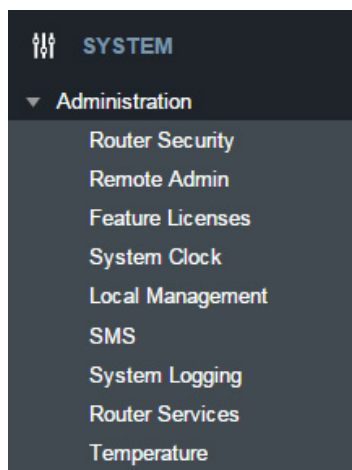 SYSTEM
Administration
Router Security
Remote Admin
Feature Licenses
System Clock
Local Management
SMS
System Logging
Router Services
Temperature